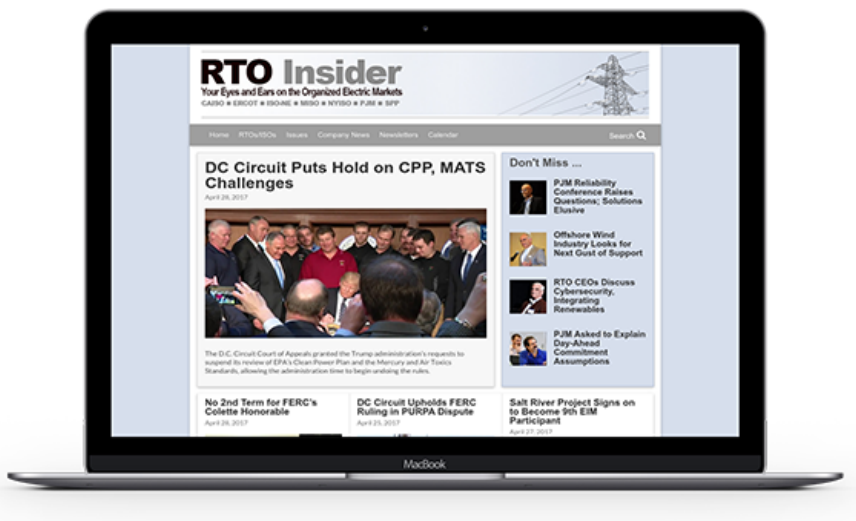 RTO Insider
Your Eyes and Ears on the Organized Electric Markets
CAISO ■ ERCOT ■ ISO-NE ■ MISO ■ NYISO ■ PJM ■ SPP
Home RTOs/ISOs Issues Company News Newsletters Calendar Search
DC Circuit Puts Hold on CPP, MATS
Challenges
April 28, 2017
The D.C. Circuit Court of Appeals granted the Trump administration's requests to
suspend its review of EPA's Clean Power Plan and the Mercury and Air Toxics
Standards, allowing the administration time to begin undoing the rules.
Don't Miss ...
PJM Reliability
Conference Raises
Questions; Solutions
Elusive
Offshore Wind
Industry Looks for
Next Gust of Support
RTO CEOs Discuss
Cybersecurity,
Integrating
Renewables
PJM Asked to Explain
Day-Ahead
Commitment
Assumptions
No 2nd Term for FERC's
Colette Honorable
April 28, 2017
DC Circuit Upholds FERC
Ruling in PURPA Dispute
April 25, 2017
Salt River Project Signs on
to Become 9th EIM
Participant
April 27, 2017
MacBook